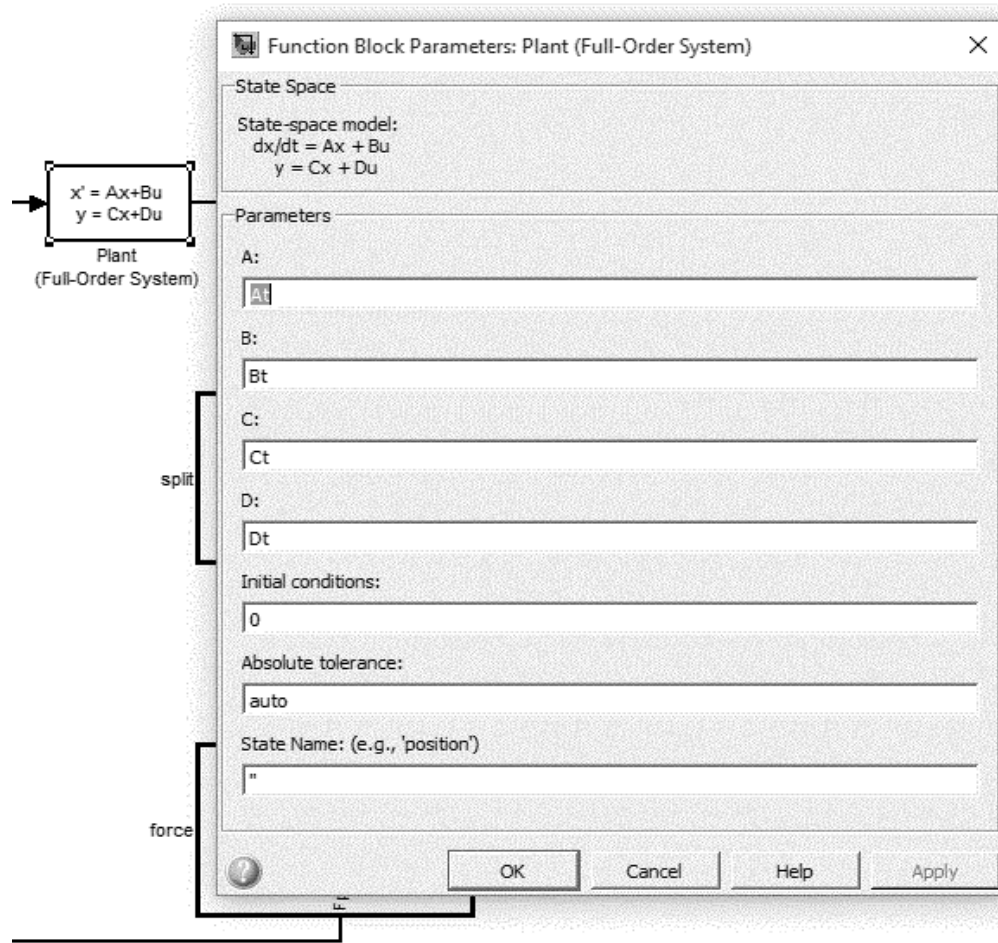 Function Block Parameters: Plant (Full-Order System)
State Space
State-space model:
dx/dt = Ax + Bu
y = Cx + Du
x' = Ax+Bu
y = Cx+Du
Plant
(Full-Order System)
Parameters
A:
At
B:
Bt
C:
Ct
split
D:
Dt
Initial conditions:
0
Absolute tolerance:
auto
State Name: (e.g., 'position')
''
force
OK
Cancel
Help
Apply